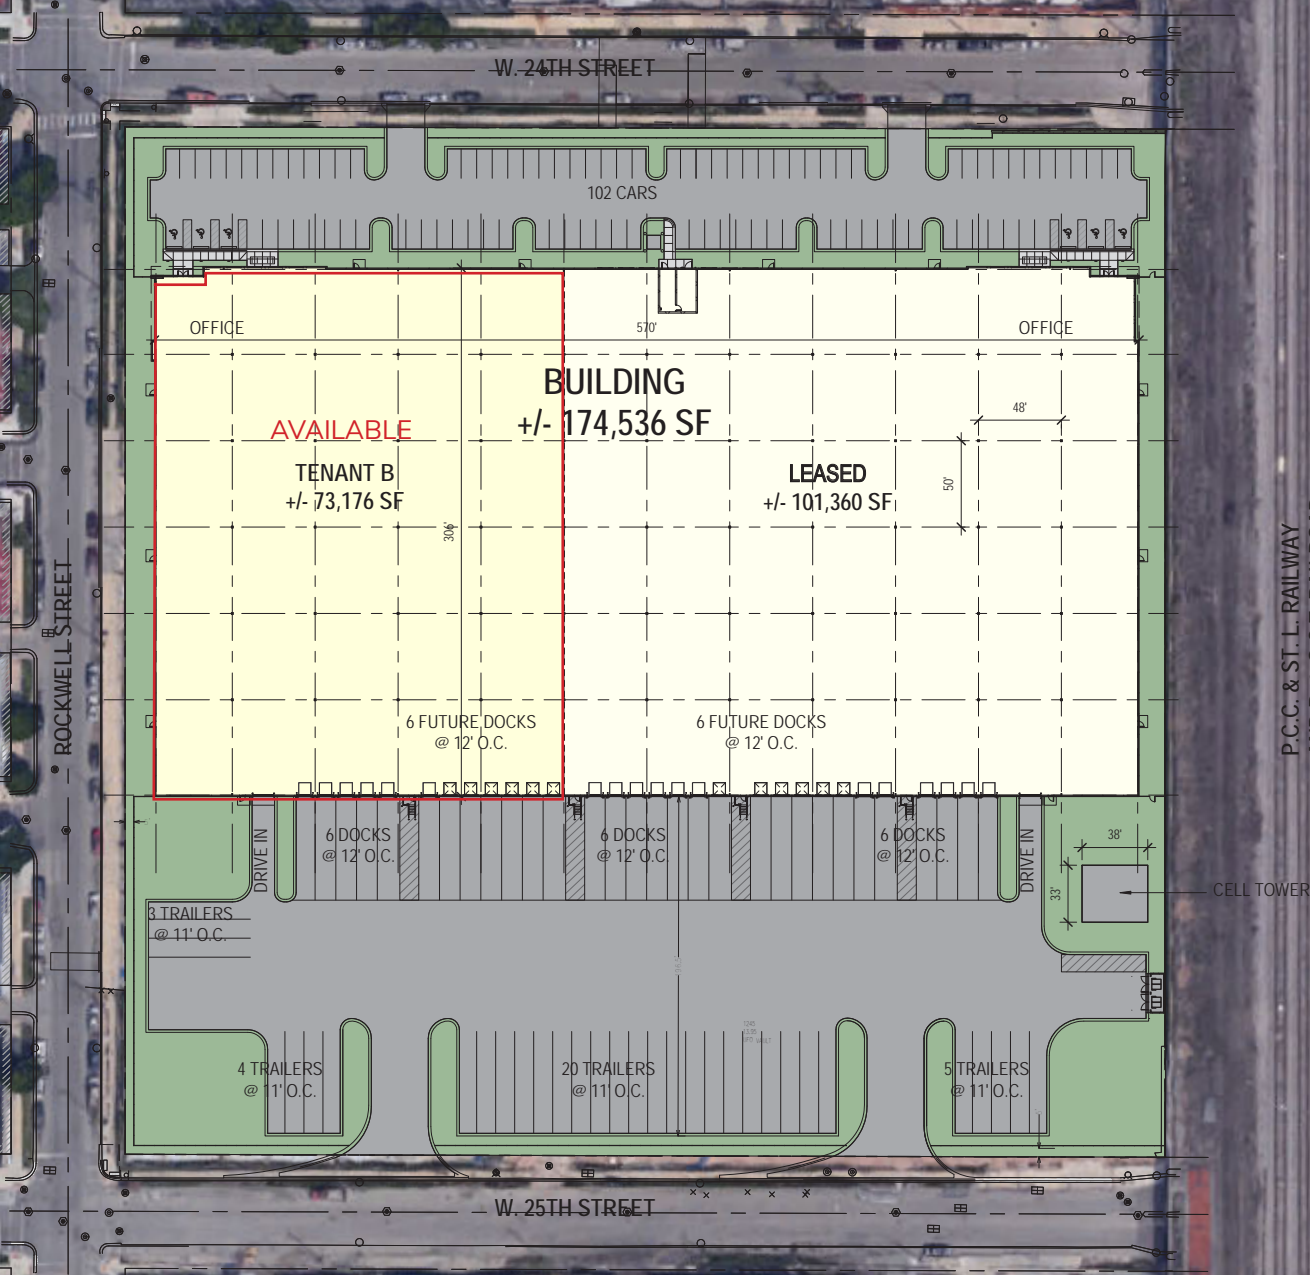 W. 24TH STREET
102 CARS
OFFICE
570'
OFFICE
BUILDING
+/- 174,536 SF
48'
AVAILABLE
TENANT B
+/- 73,176 SF
LEASED
+/- 101,360 SF
50'
306'
ROCKWELL STREET
P.C.C. & ST. L. RAILWAY
6 FUTURE DOCKS
@ 12' O.C.
6 FUTURE DOCKS
@ 12' O.C.
DRIVE IN
6 DOCKS
@ 12' O.C.
6 DOCKS
@ 12' O.C.
6 DOCKS
@ 12' O.C.
DRIVE IN
38'
33'
CELL TOWER
3 TRAILERS
@ 11' O.C.
4 TRAILERS
@ 11' O.C.
20 TRAILERS
@ 11' O.C.
5 TRAILERS
@ 11' O.C.
W. 25TH STREET